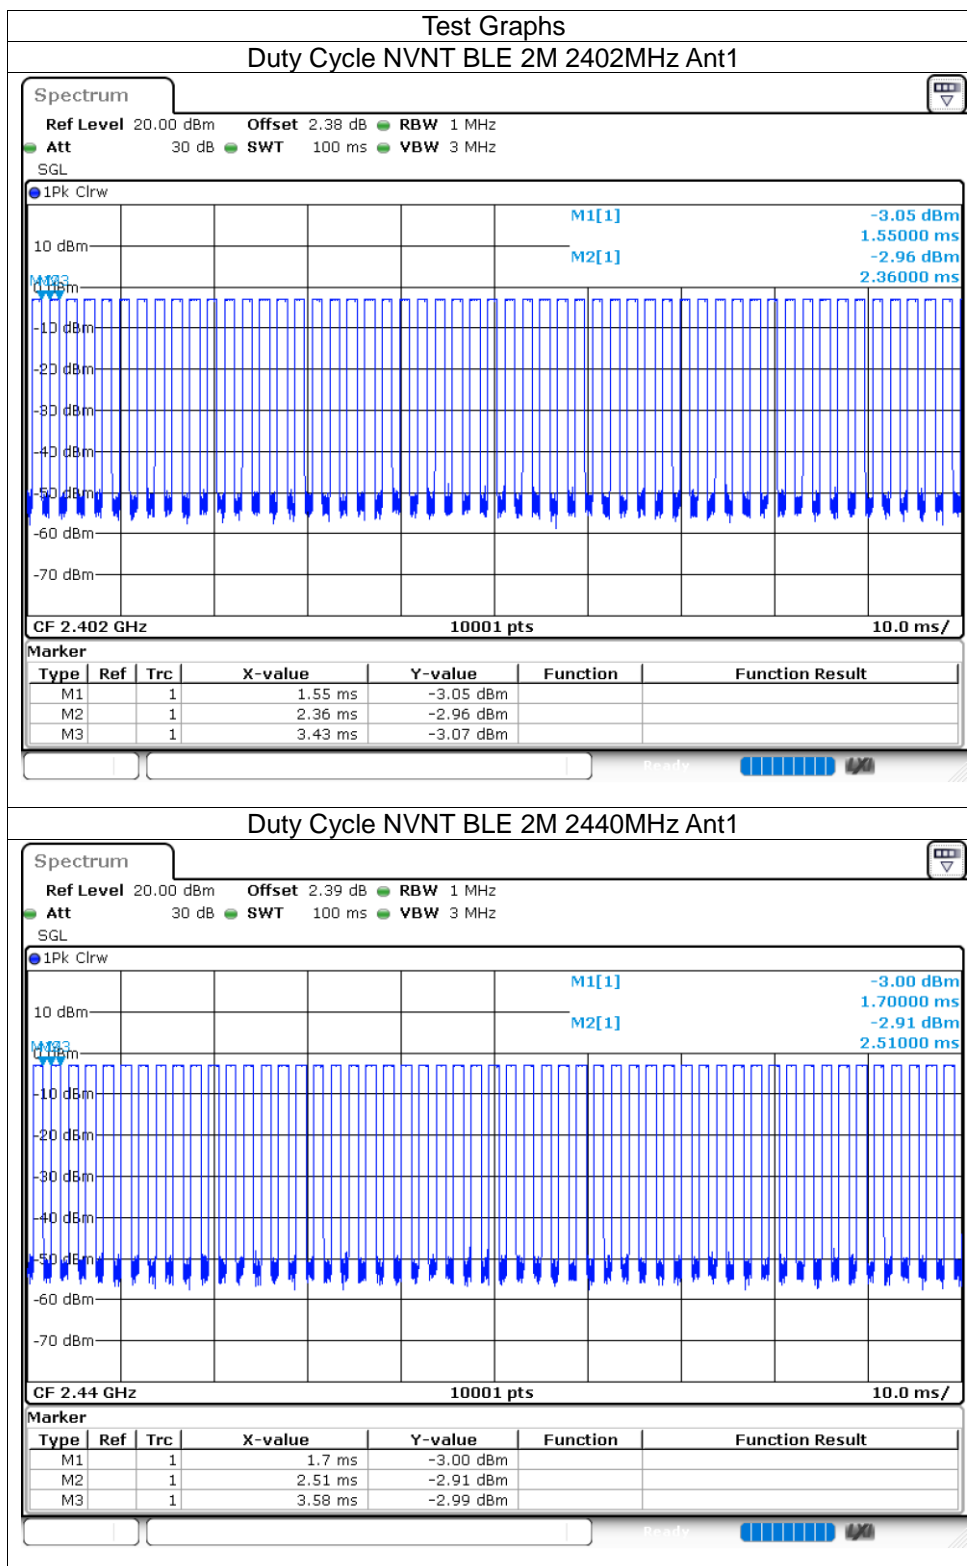 Test Graphs
Duty Cycle NVNT BLE 2M 2402MHz Ant1
Spectrum
Ref Level 20.00 dBm Offset 2.38 dB RBW 1 MHz
Att 30 dB SWT 100 ms VBW 3 MHz
SGL
1Pk Clrw
M1[1] -3.05 dBm
1.55000 ms
10 dBm
M2[1] -2.96 dBm
2.36000 ms
0 dBm
-10 dBm
-20 dBm
-30 dBm
-40 dBm
-50 dBm
-60 dBm
-70 dBm
CF 2.402 GHz 10001 pts 10.0 ms/
Marker
Type Ref Trc X-value Y-value Function Function Result
M1 1 1.55 ms -3.05 dBm
M2 1 2.36 ms -2.96 dBm
M3 1 3.43 ms -3.07 dBm
Ready LXI
Duty Cycle NVNT BLE 2M 2440MHz Ant1
Spectrum
Ref Level 20.00 dBm Offset 2.39 dB RBW 1 MHz
Att 30 dB SWT 100 ms VBW 3 MHz
SGL
1Pk Clrw
M1[1] -3.00 dBm
1.70000 ms
10 dBm
M2[1] -2.91 dBm
2.51000 ms
0 dBm
-10 dBm
-20 dBm
-30 dBm
-40 dBm
-50 dBm
-60 dBm
-70 dBm
CF 2.44 GHz 10001 pts 10.0 ms/
Marker
Type Ref Trc X-value Y-value Function Function Result
M1 1 1.7 ms -3.00 dBm
M2 1 2.51 ms -2.91 dBm
M3 1 3.58 ms -2.99 dBm
Ready LXI